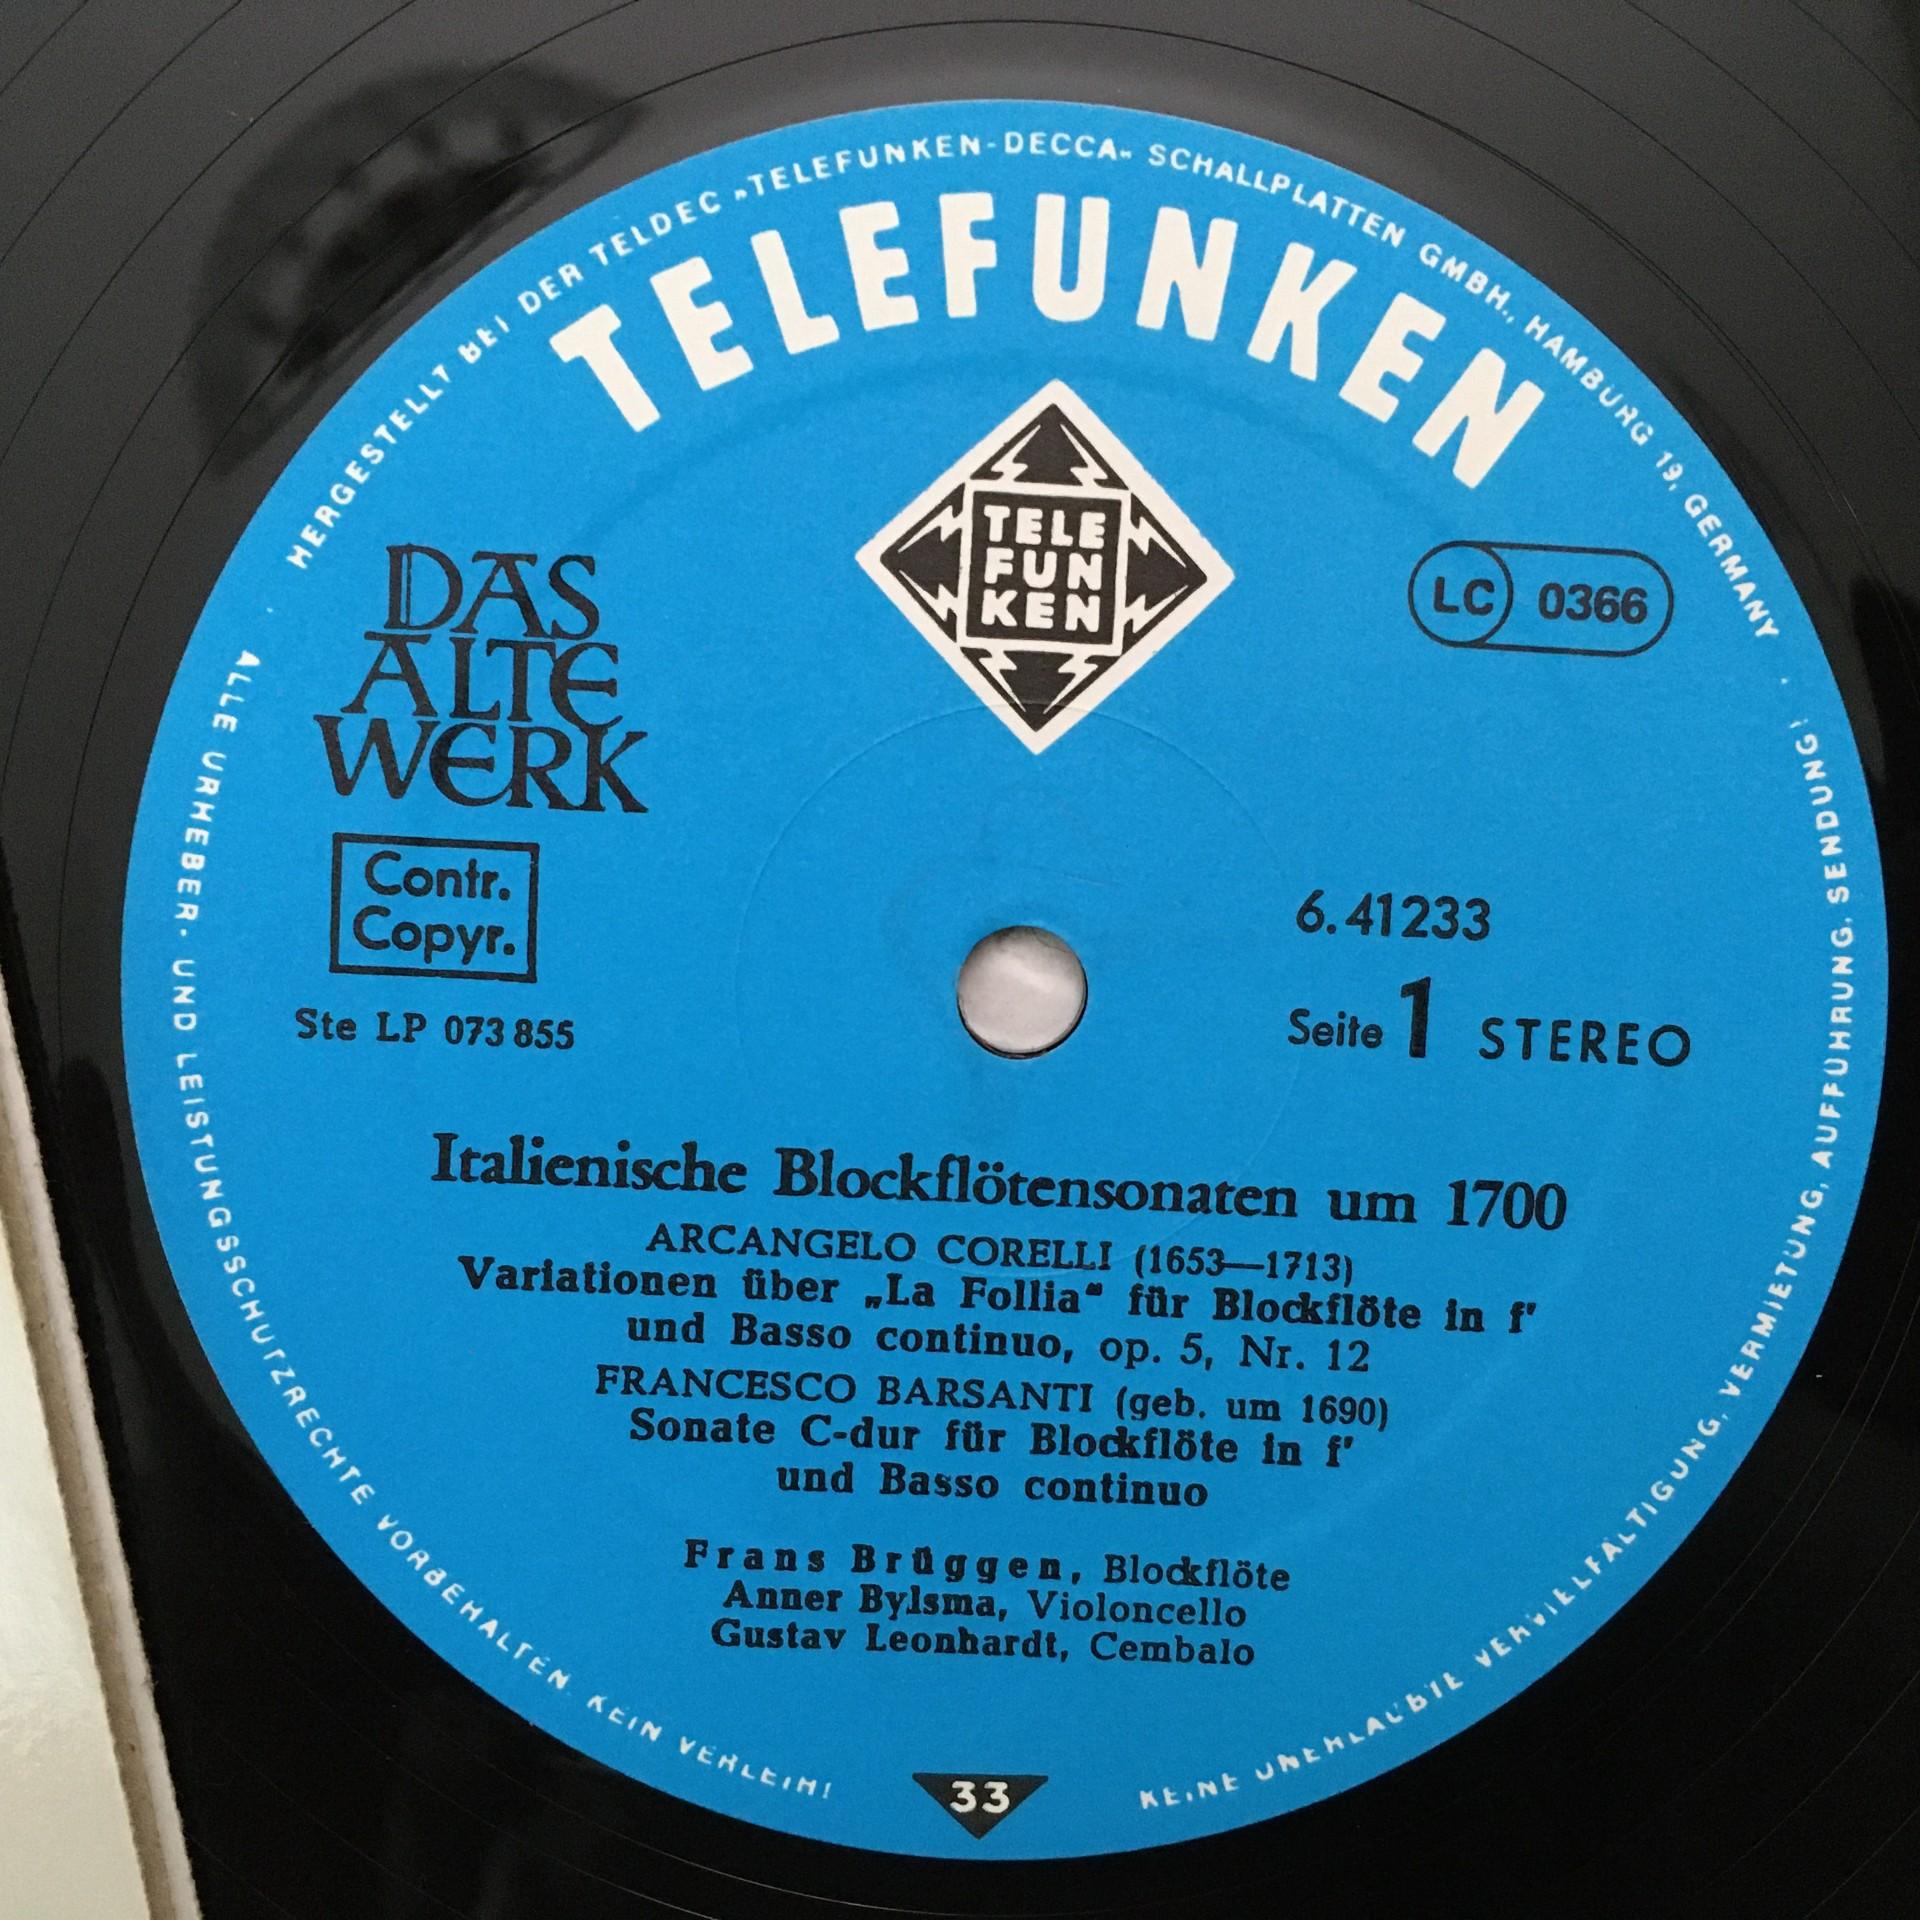 HERGESTELLT BEI DER TELDEC „TELEFUNKEN-DECCA“ SCHALLPLATTEN GMBH., HAMBURG 19, GERMANY
TELEFUNKEN
TELE
FUN
KEN
DAS
ALTE
WERK
LC 0366
Contr.
Copyr.
Ste LP 073 855
6.41233
Seite 1 STEREO
Italienische Blockflötensonaten um 1700
ARCANGELO CORELLI (1653—1713)
Variationen über „La Follia“ für Blockflöte in f'
und Basso continuo, op. 5, Nr. 12
FRANCESCO BARSANTI (geb. um 1690)
Sonate C-dur für Blockflöte in f'
und Basso continuo
Frans Brüggen, Blockflöte
Anner Bylsma, Violoncello
Gustav Leonhardt, Cembalo
33
ALLE URHEBER- UND LEISTUNGSSCHUTZRECHTE VORBEHALTEN. KEIN VERLEIH!
KEINE UNERLAUBTE VERVIELFÄLTIGUNG, VERMIETUNG, AUFFÜHRUNG, SENDUNG!